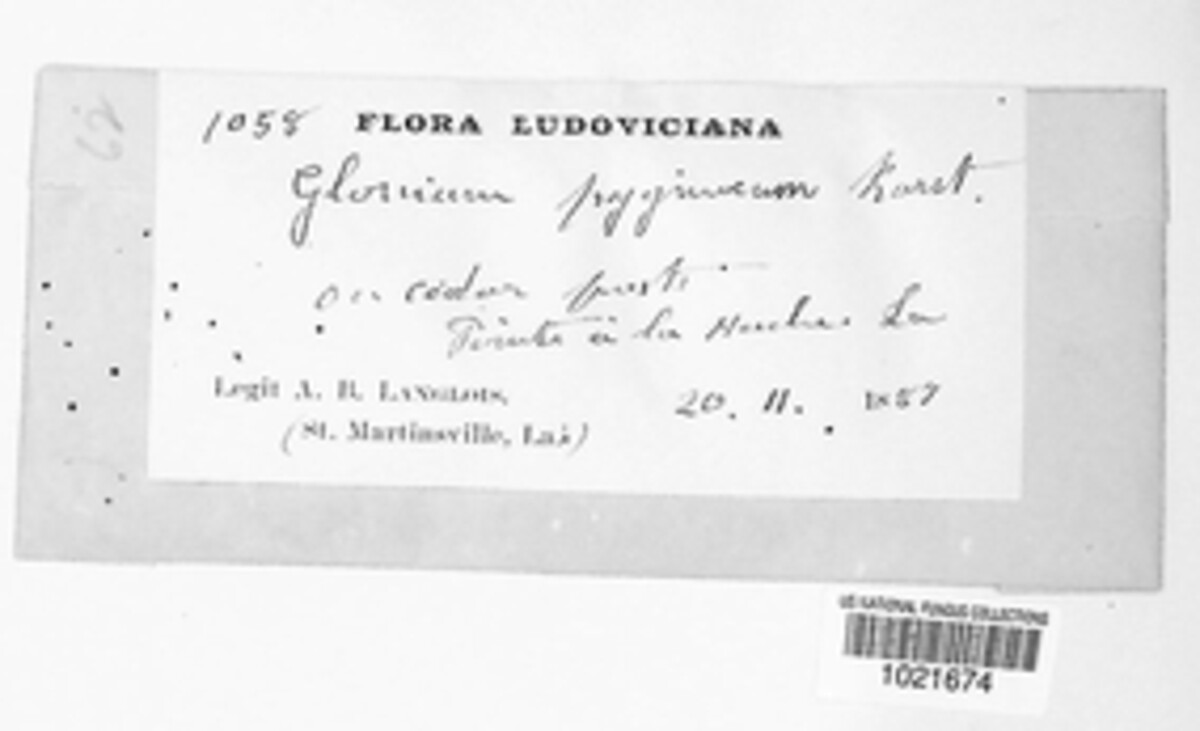 62
1058 FLORA LUDOVICIANA
Glonium pygmaeum Karst.
on cedar posts
Pointe à la Hache. La
Legit A. B. LANGLOIS, 20. 11. 1887
(St. Martinsville, La.)
US NATIONAL FUNGUS COLLECTIONS
1021674